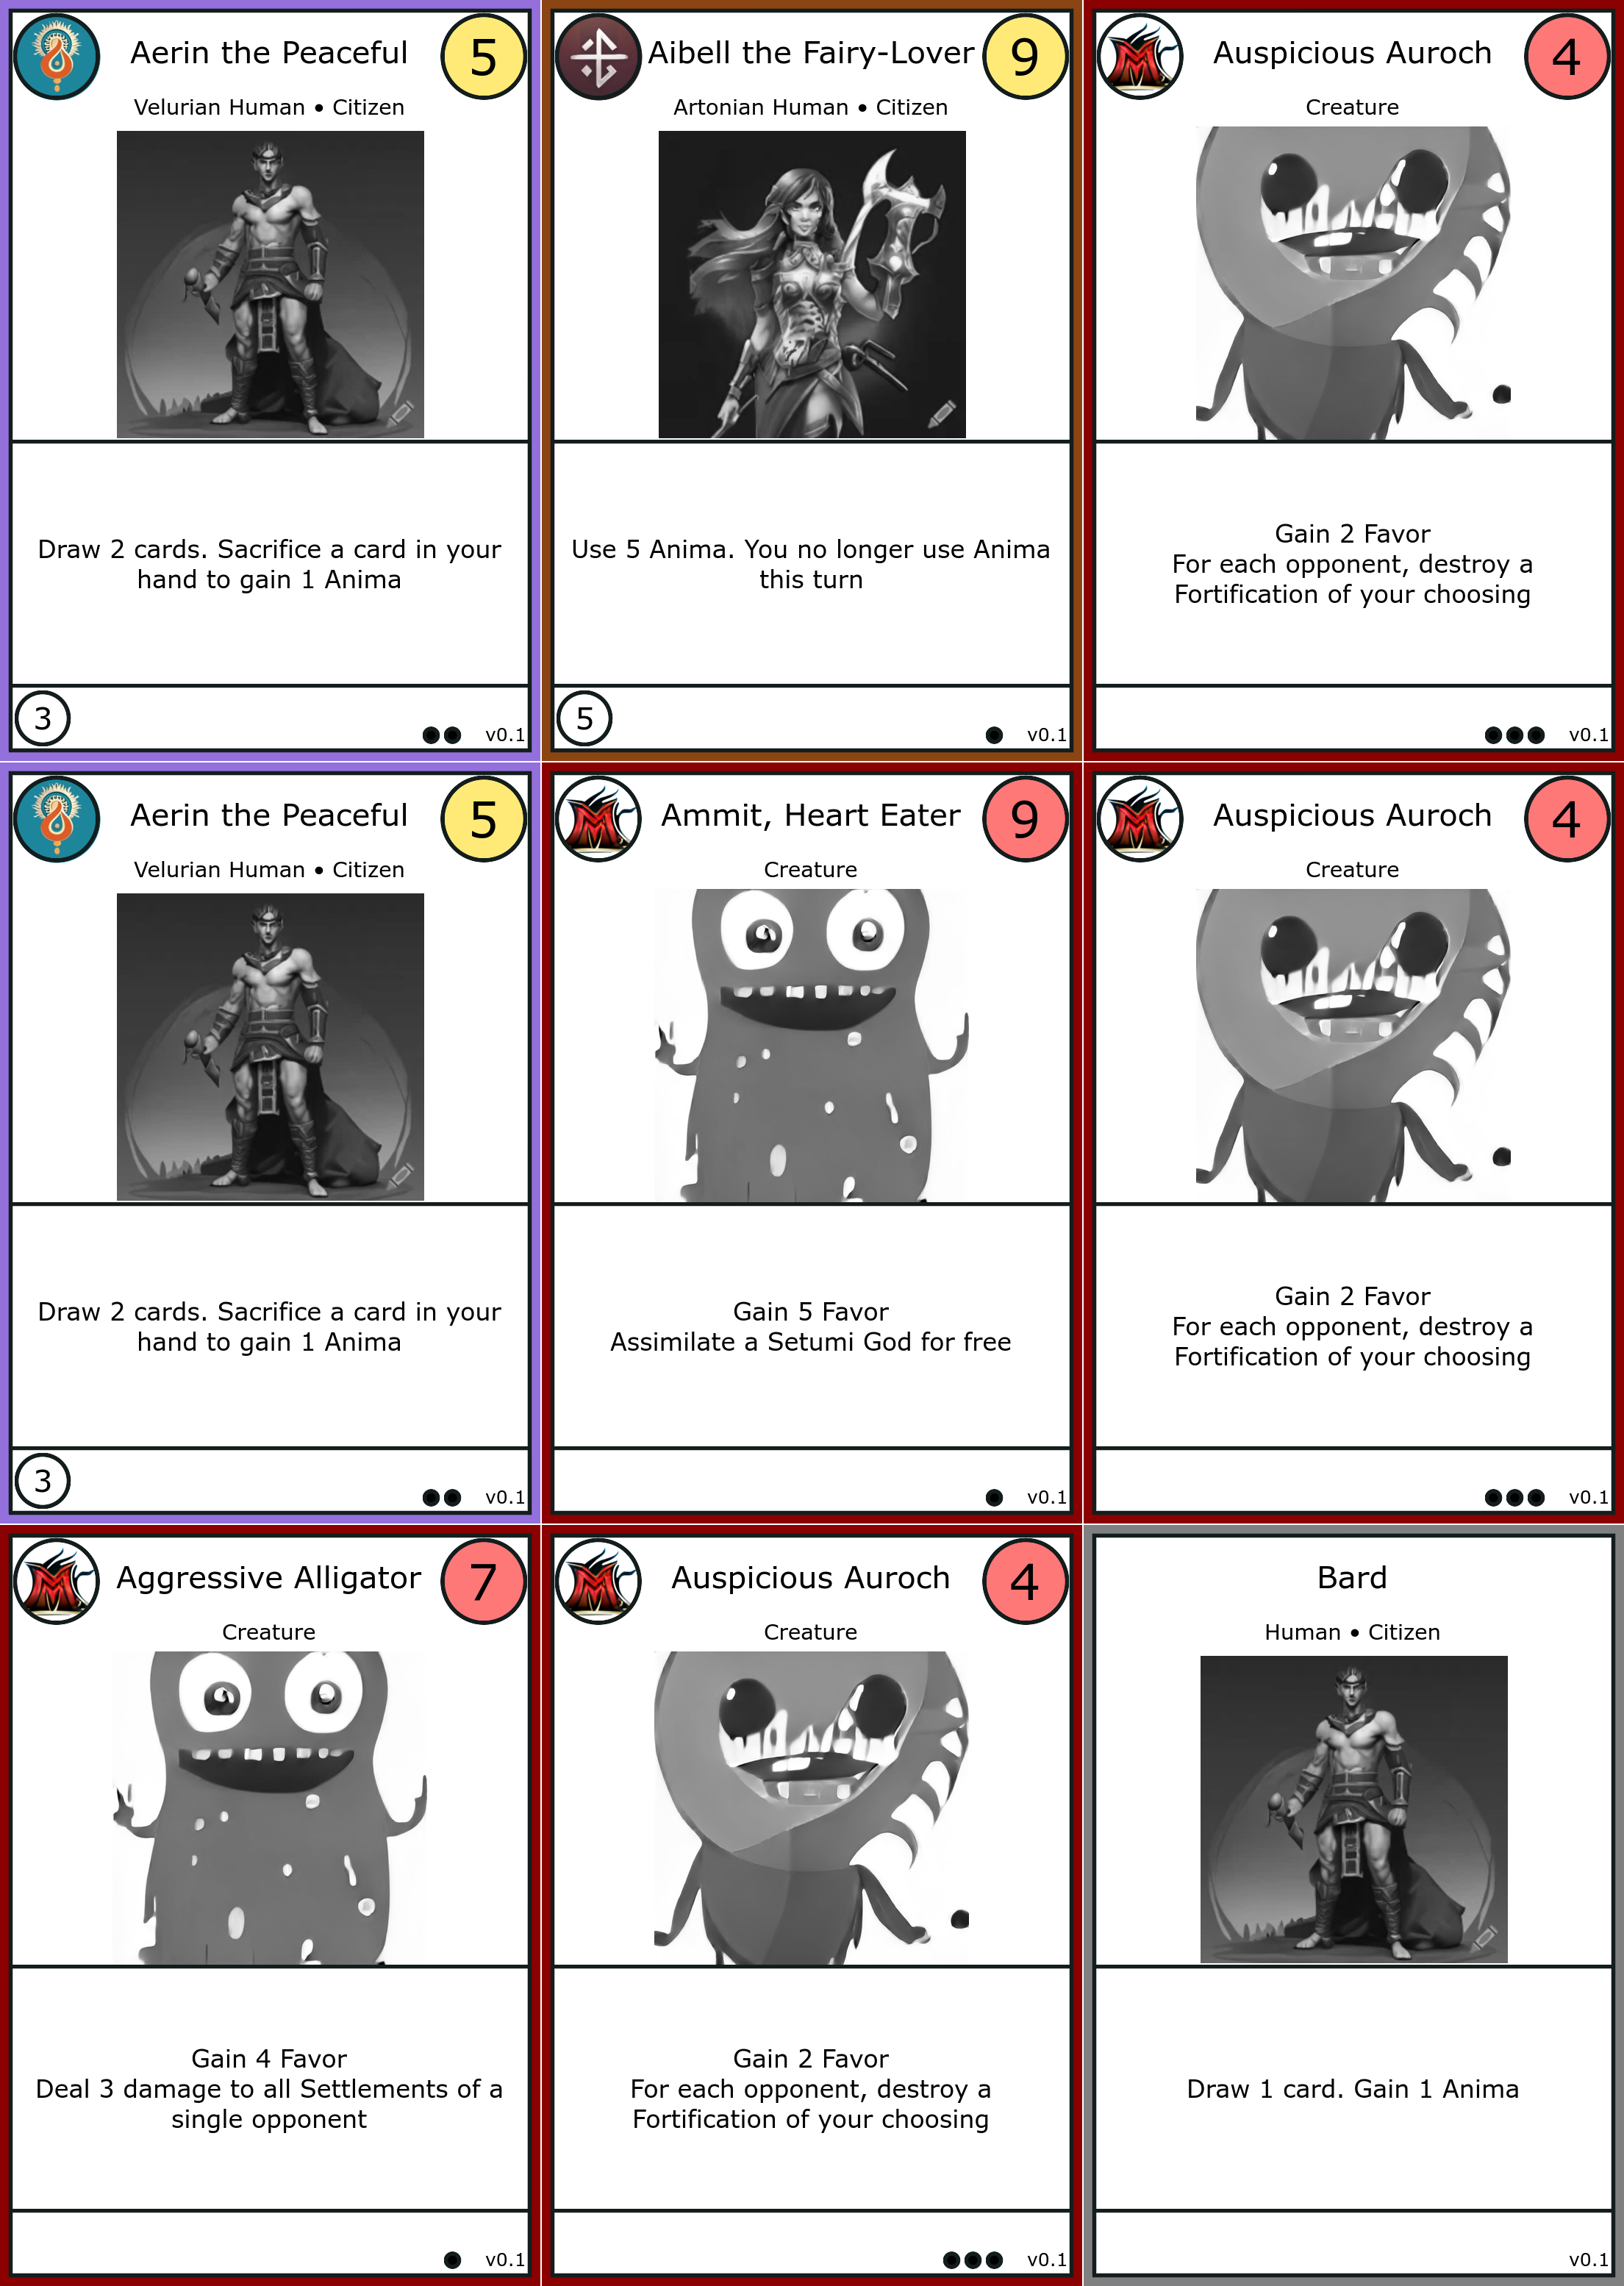 Aerin the Peaceful
5
Velurian Human • Citizen
Draw 2 cards. Sacrifice a card in your
hand to gain 1 Anima
3
v0.1
Aibell the Fairy-Lover
9
Artonian Human • Citizen
Use 5 Anima. You no longer use Anima
this turn
5
v0.1
M
Auspicious Auroch
4
Creature
Gain 2 Favor
For each opponent, destroy a
Fortification of your choosing
v0.1
Aerin the Peaceful
5
Velurian Human • Citizen
Draw 2 cards. Sacrifice a card in your
hand to gain 1 Anima
3
v0.1
M
Ammit, Heart Eater
9
Creature
Gain 5 Favor
Assimilate a Setumi God for free
v0.1
M
Auspicious Auroch
4
Creature
Gain 2 Favor
For each opponent, destroy a
Fortification of your choosing
v0.1
M
Aggressive Alligator
7
Creature
Gain 4 Favor
Deal 3 damage to all Settlements of a
single opponent
v0.1
M
Auspicious Auroch
4
Creature
Gain 2 Favor
For each opponent, destroy a
Fortification of your choosing
v0.1
Bard
Human • Citizen
Draw 1 card. Gain 1 Anima
v0.1